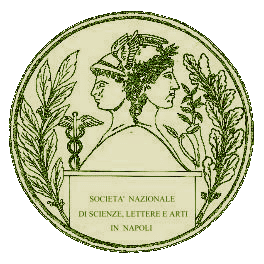 SOCIETA' NAZIONALE
DI SCIENZE, LETTERE E ARTI
IN NAPOLI